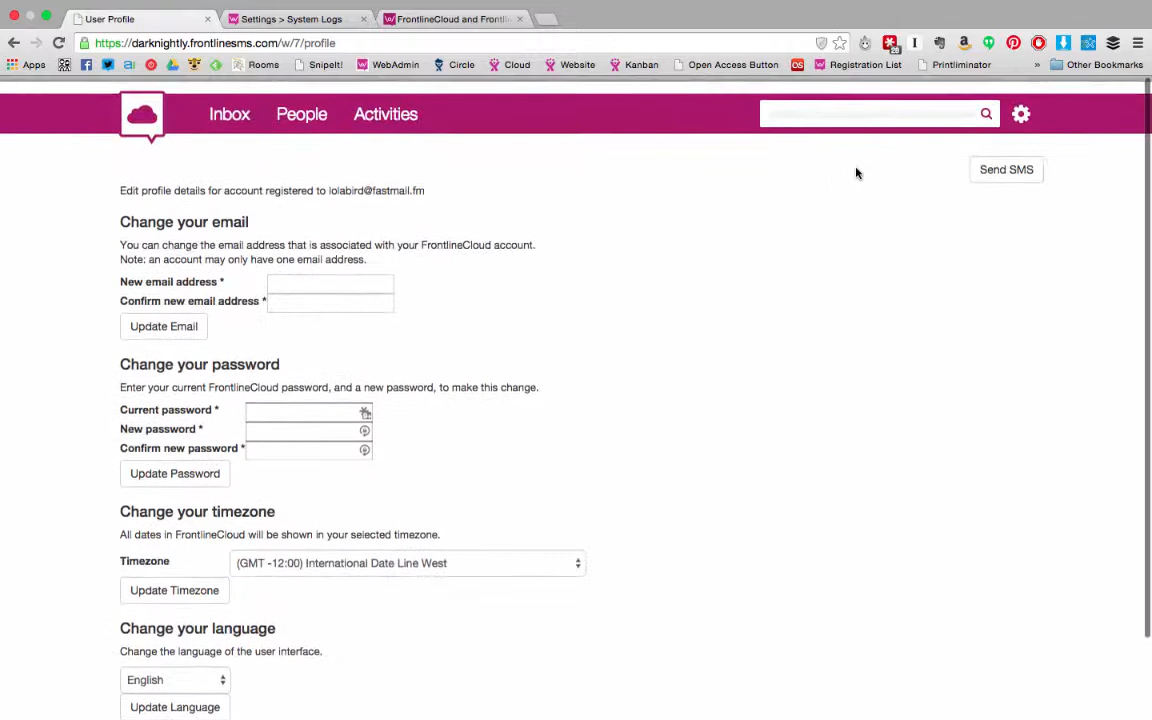 User Profile
Settings > System Logs
FrontlineCloud and Frontli
https://darknightly.frontlinesms.com/w/7/profile
Apps Rooms SnipeIt! WebAdmin Circle Cloud Website Kanban Open Access Button Registration List Printliminator » Other Bookmarks
Inbox People Activities
Send SMS
Edit profile details for account registered to lolabird@fastmail.fm
Change your email
You can change the email address that is associated with your FrontlineCloud account.
Note: an account may only have one email address.
New email address *
Confirm new email address *
Update Email
Change your password
Enter your current FrontlineCloud password, and a new password, to make this change.
Current password *
New password *
Confirm new password *
Update Password
Change your timezone
All dates in FrontlineCloud will be shown in your selected timezone.
Timezone (GMT -12:00) International Date Line West
Update Timezone
Change your language
Change the language of the user interface.
English
Update Language